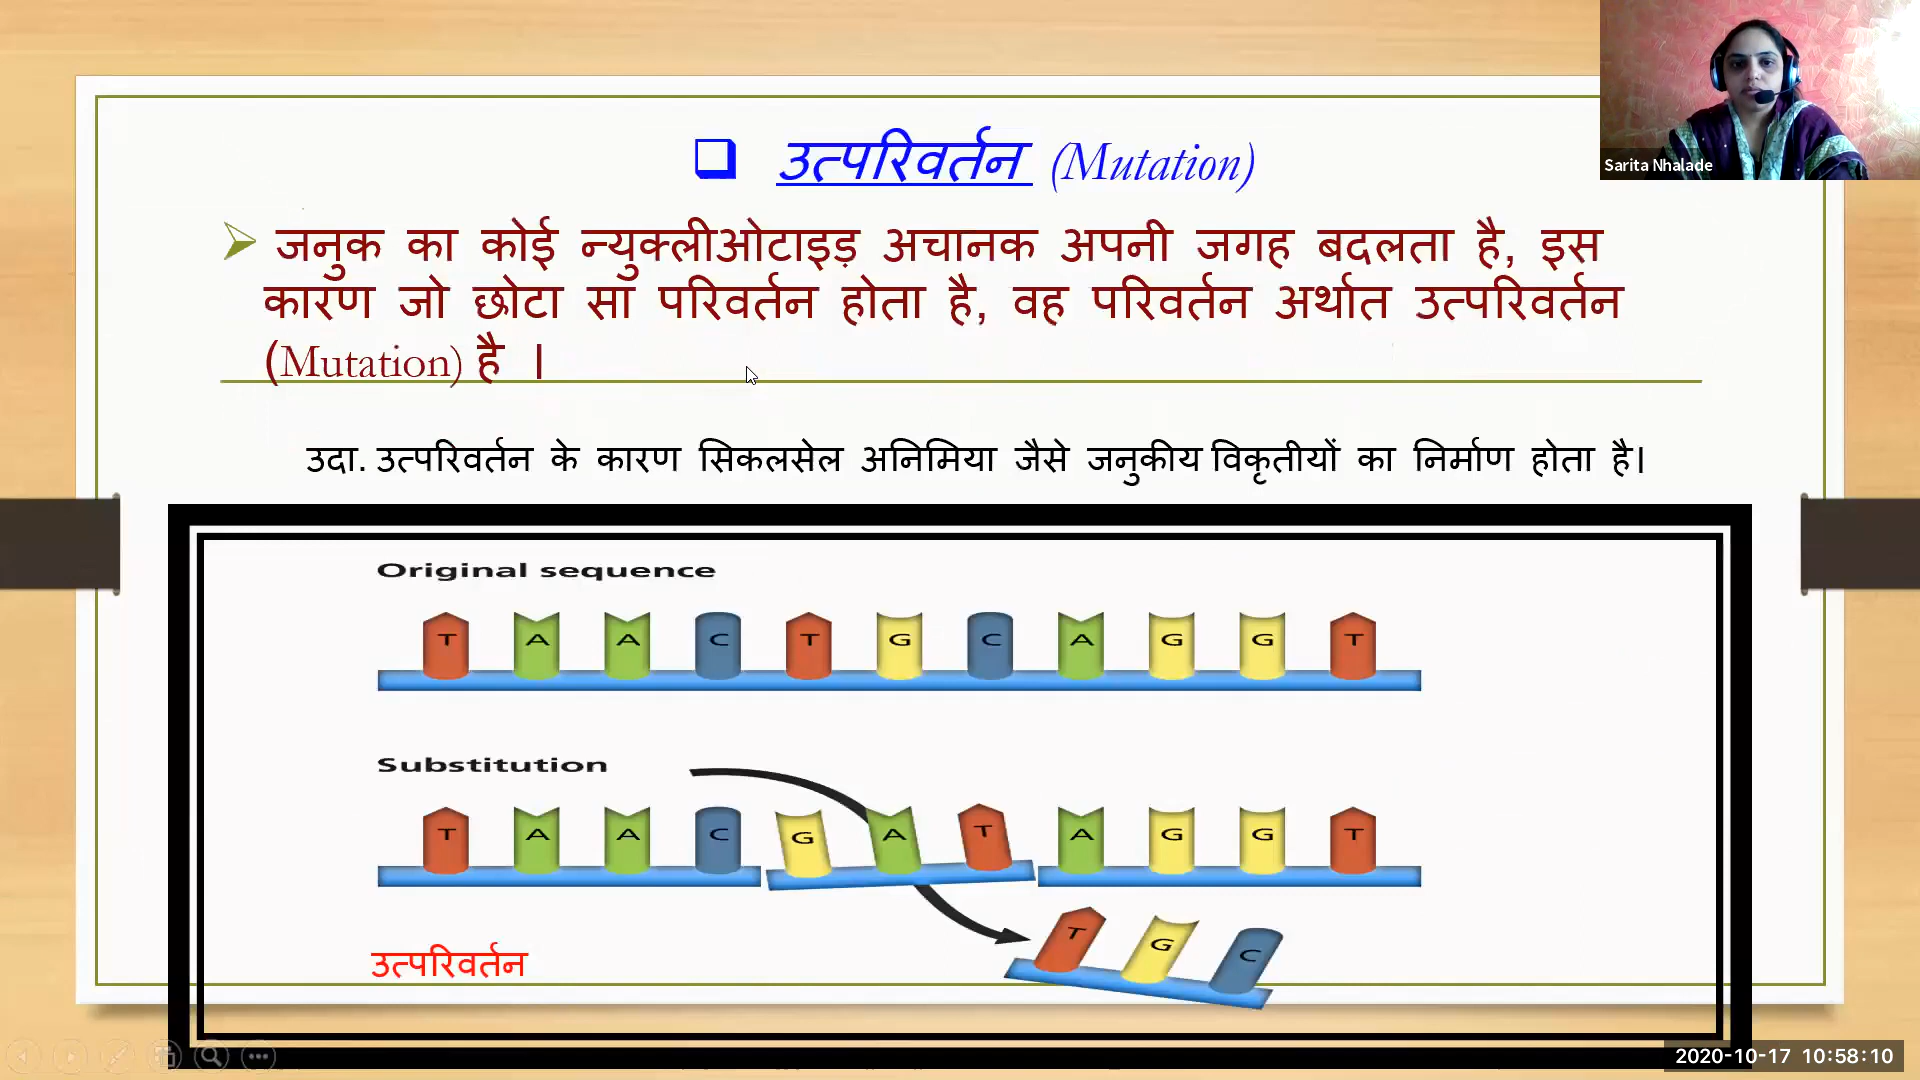 Sarita Nhalade
उत्परिवर्तन (Mutation)
जनुक का कोई न्युक्लीओटाइड़ अचानक अपनी जगह बदलता है, इस
कारण जो छोटा सा परिवर्तन होता है, वह परिवर्तन अर्थात उत्परिवर्तन
(Mutation) है ।
उदा. उत्परिवर्तन के कारण सिकलसेल अनिमिया जैसे जनुकीय विकृतीयों का निर्माण होता है।
Original sequence
T A A C T G C A G G T
Substitution
T A A C G A T A G G T
T G C
उत्परिवर्तन
2020-10-17 10:58:10